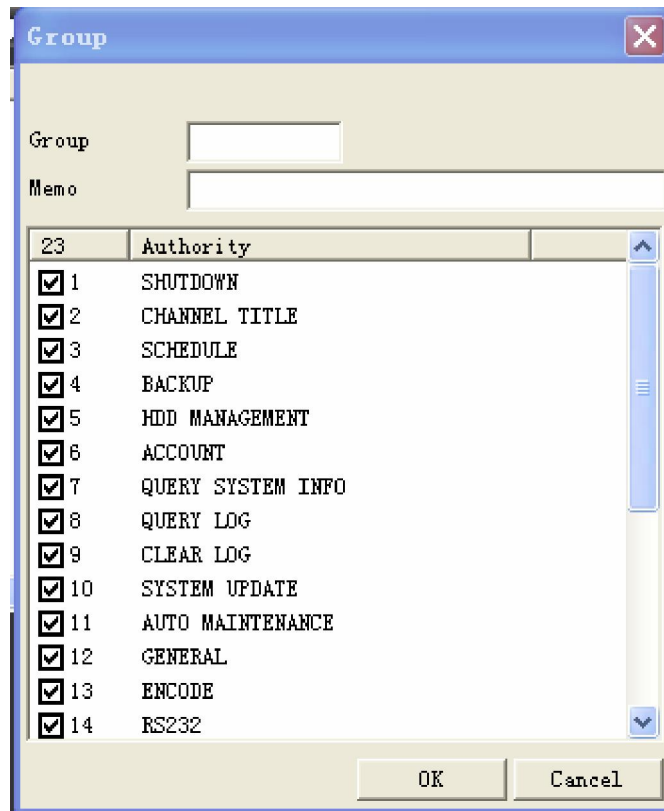 Group
Group
Memo
23 Authority
1 SHUTDOWN
2 CHANNEL TITLE
3 SCHEDULE
4 BACKUP
5 HDD MANAGEMENT
6 ACCOUNT
7 QUERY SYSTEM INFO
8 QUERY LOG
9 CLEAR LOG
10 SYSTEM UPDATE
11 AUTO MAINTENANCE
12 GENERAL
13 ENCODE
14 RS232
OK Cancel